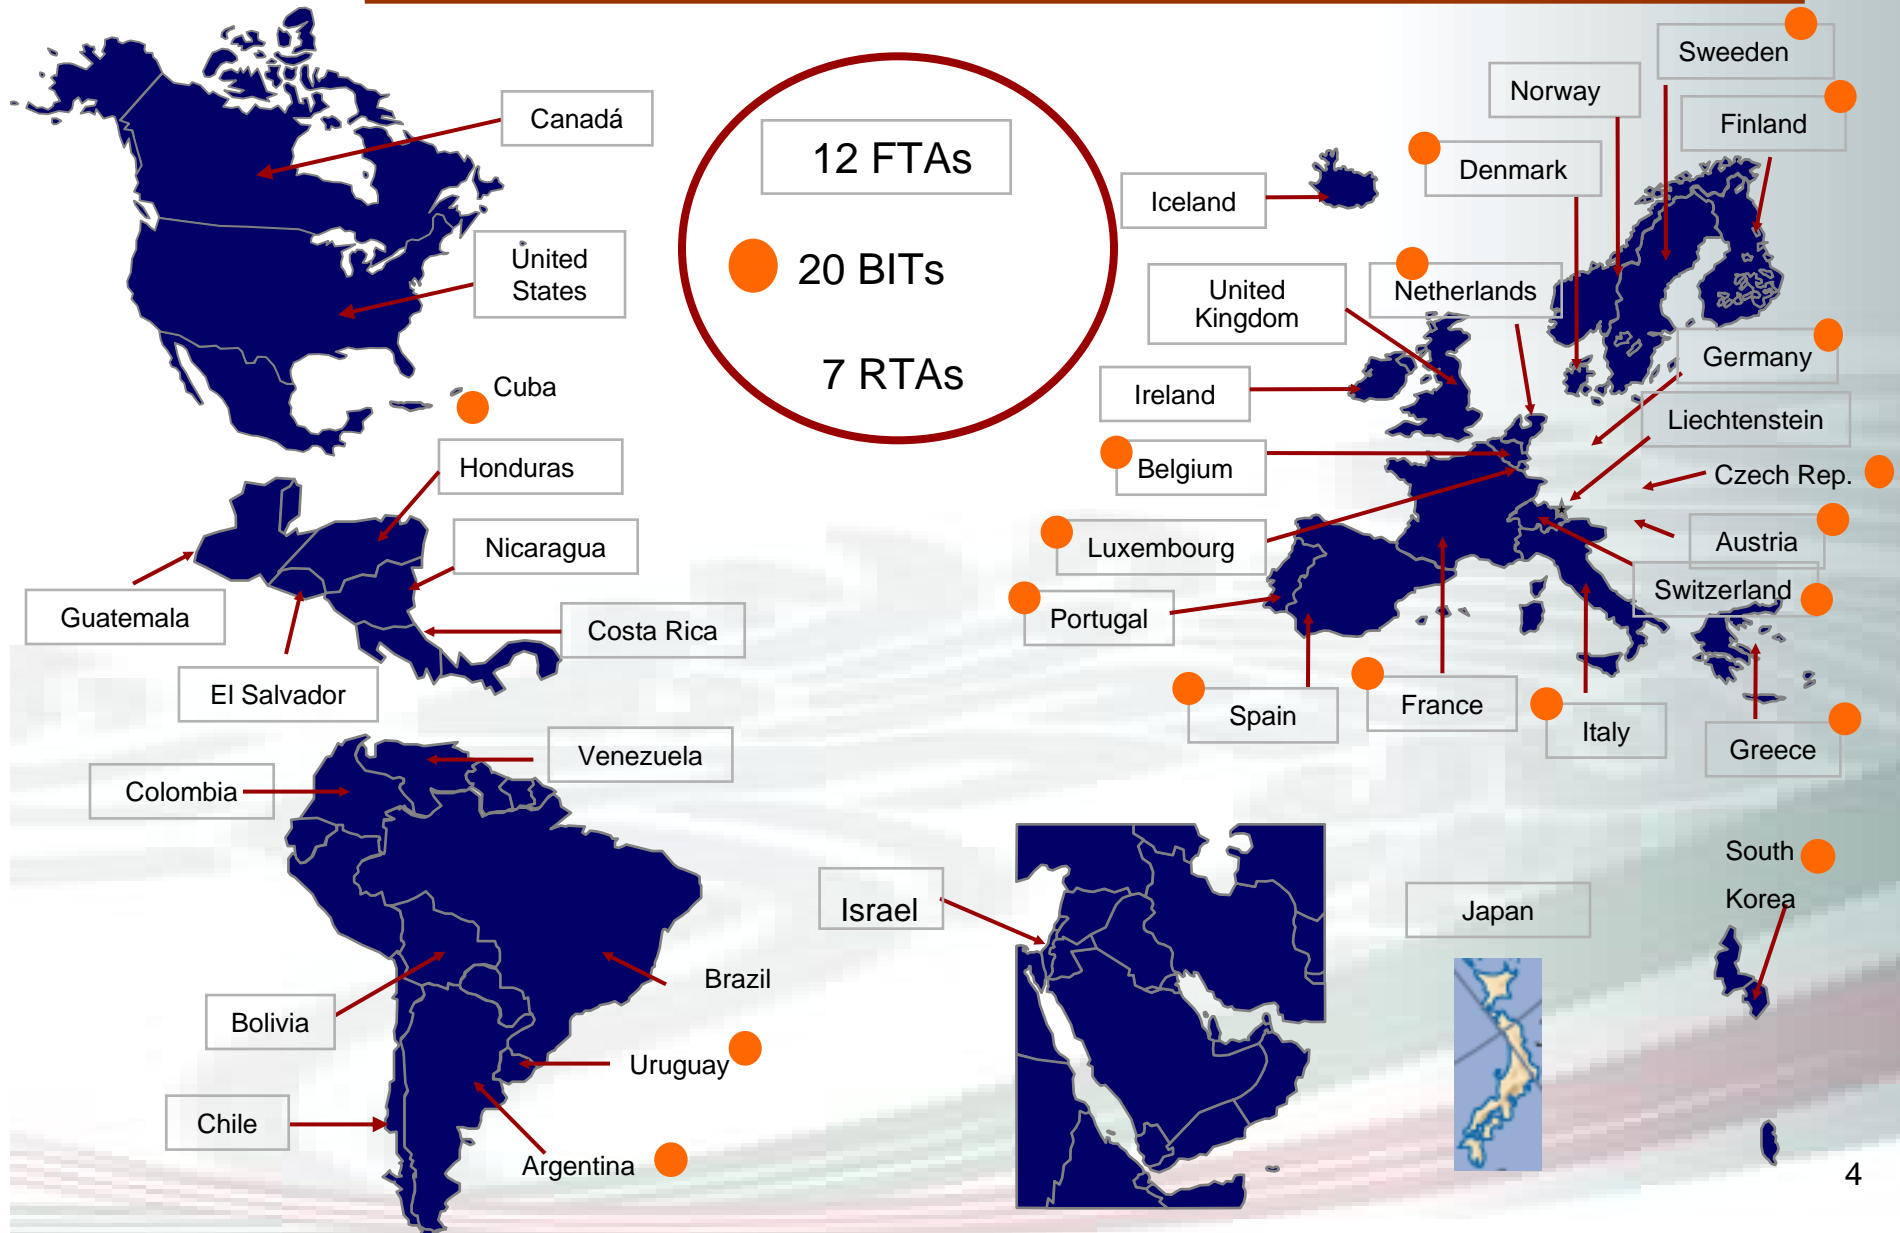 Sweeden
Norway
Finland
Canadá
12 FTAs
Denmark
Iceland
United
States
20 BITs
Netherlands
United
Kingdom
Germany
7 RTAs
Cuba
Ireland
Liechtenstein
Honduras
Belgium
Czech Rep.
Nicaragua
Luxembourg
Austria
Switzerland
Guatemala
Costa Rica
Portugal
El Salvador
Spain
France
Italy
Greece
Venezuela
Colombia
South
Korea
Israel
Japan
Brazil
Bolivia
Uruguay
Chile
Argentina
4